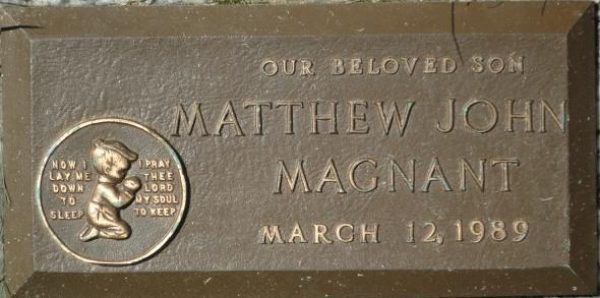 OUR BELOVED SON
MATTHEW JOHN
MAGNANT
MARCH 12, 1989
NOW I
LAY ME
DOWN
TO
SLEEP
I PRAY
THEE
LORD
MY SOUL
TO KEEP